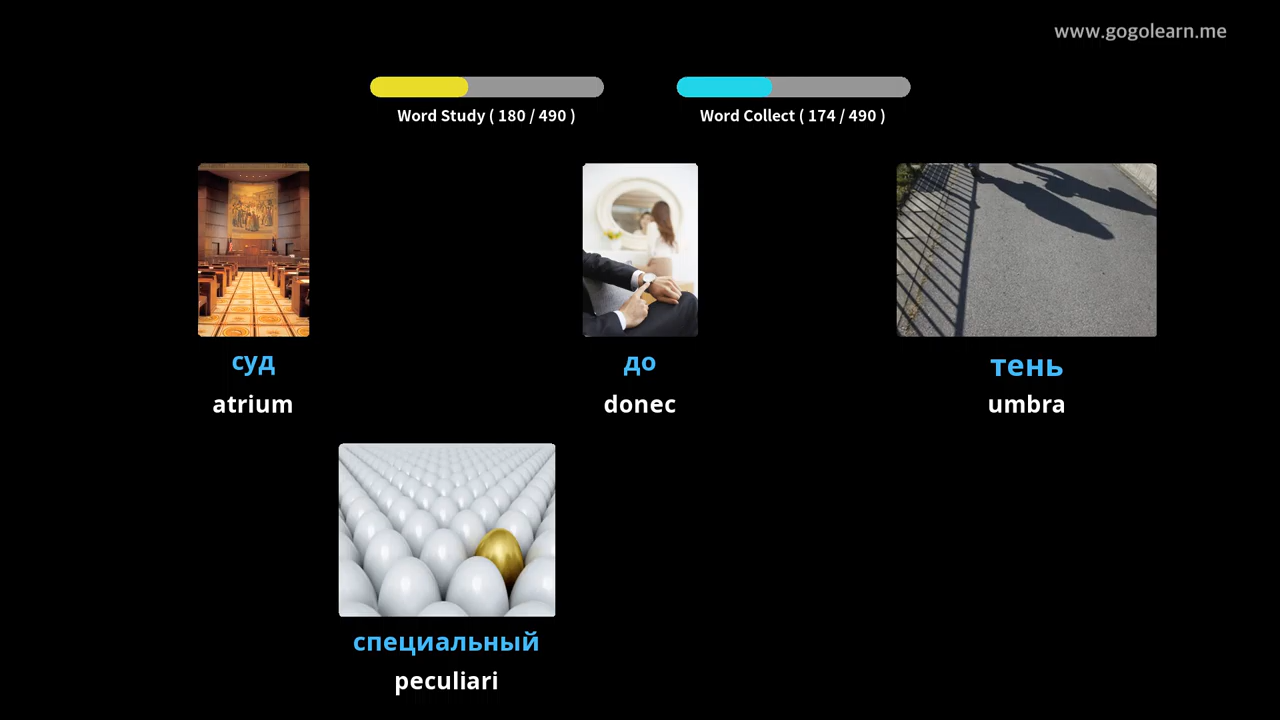 www.gogolearn.me
Word Study ( 180 / 490 )
Word Collect ( 174 / 490 )
суд
atrium
до
donec
тень
umbra
специальный
peculiari